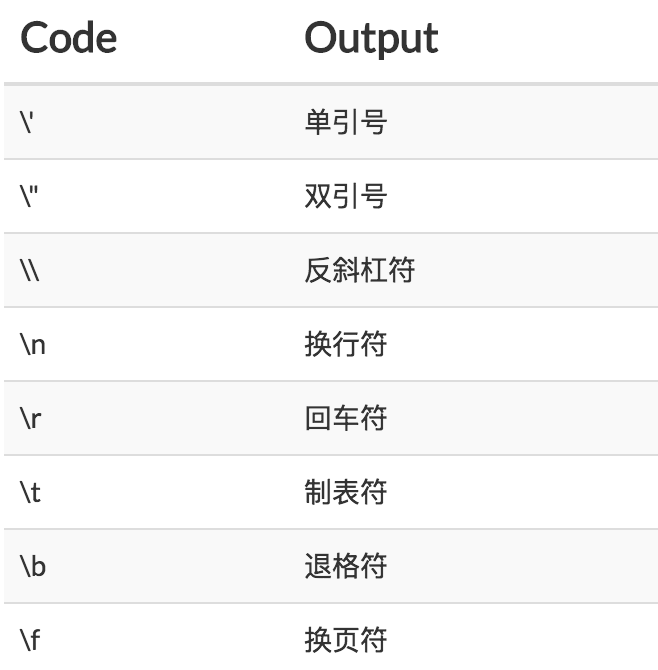 Code Output
\' 单引号
\" 双引号
\\ 反斜杠符
\n 换行符
\r 回车符
\t 制表符
\b 退格符
\f 换页符